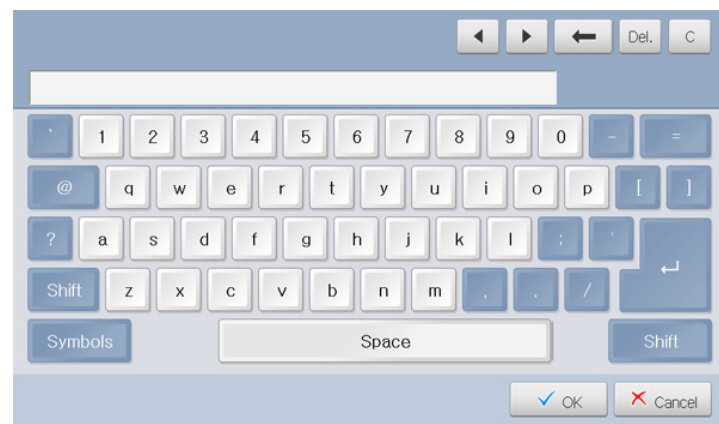 ◀ ▶ ← Del. C
` 1 2 3 4 5 6 7 8 9 0 - =
@ q w e r t y u i o p [ ]
? a s d f g h j k l ; '
Shift z x c v b n m , . / ↵
Symbols Space Shift
OK Cancel